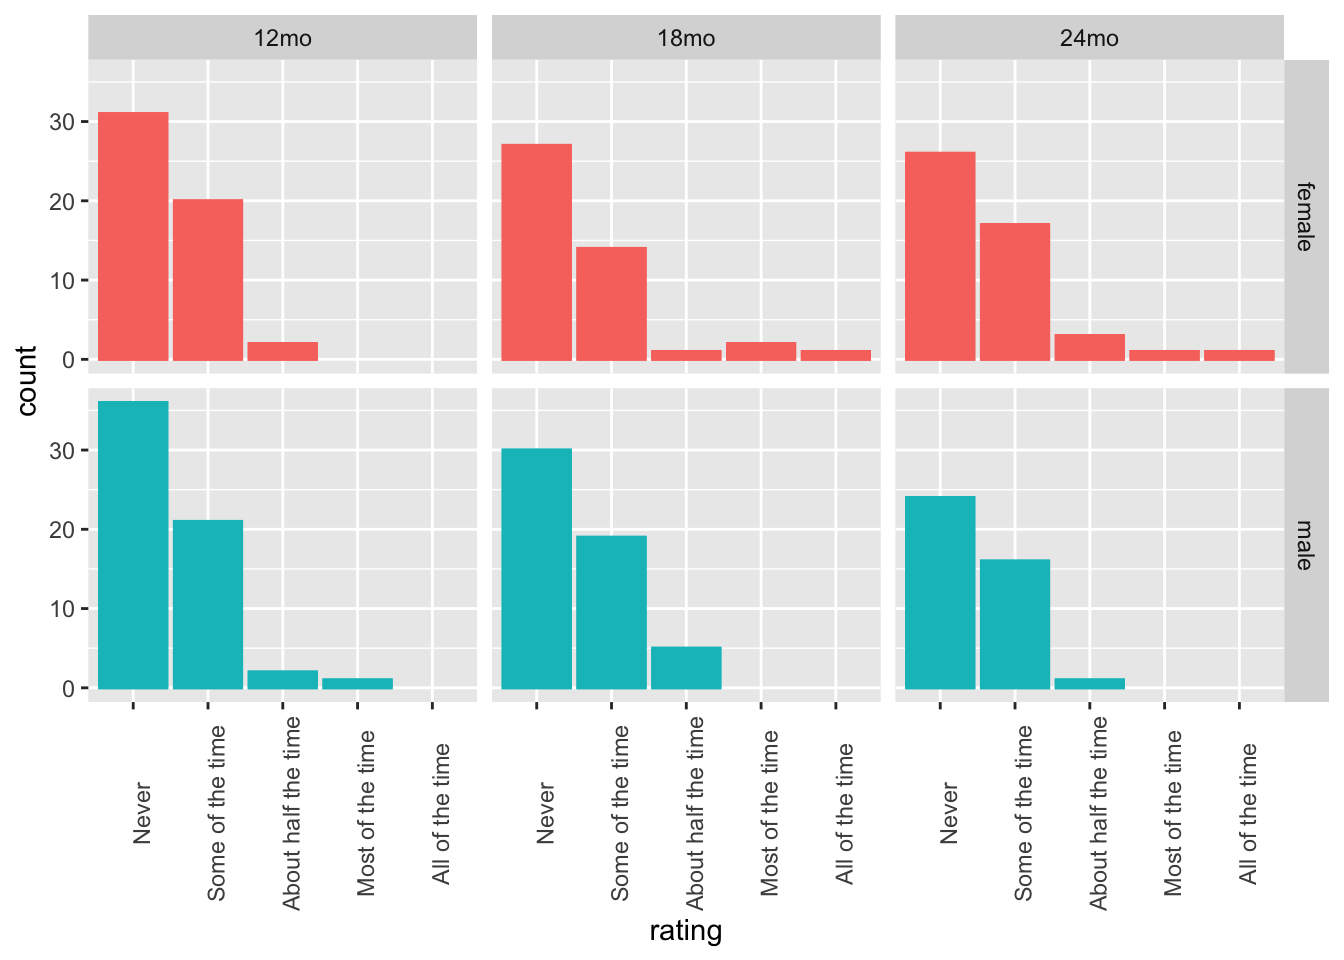 12mo 18mo 24mo
30
20
10
0
female
count
30
20
10
0
male
Never Some of the time About half the time Most of the time All of the time Never Some of the time About half the time Most of the time All of the time Never Some of the time About half the time Most of the time All of the time
rating